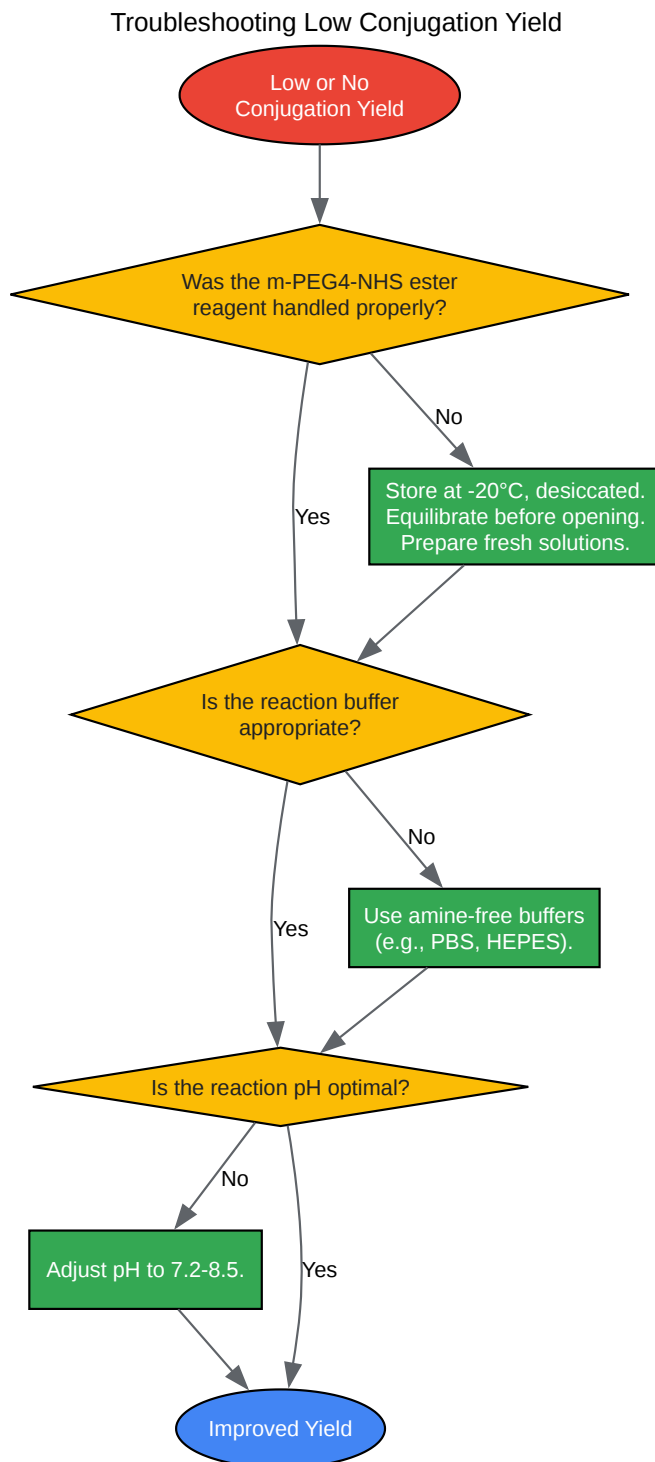 Troubleshooting Low Conjugation Yield
Low or No
Conjugation Yield
Was the m-PEG4-NHS ester
reagent handled properly?
No
Store at -20°C, desiccated.
Equilibrate before opening.
Prepare fresh solutions.
Yes
Is the reaction buffer
appropriate?
No
Use amine-free buffers
(e.g., PBS, HEPES).
Yes
Is the reaction pH optimal?
No
Adjust pH to 7.2-8.5.
Yes
Improved Yield